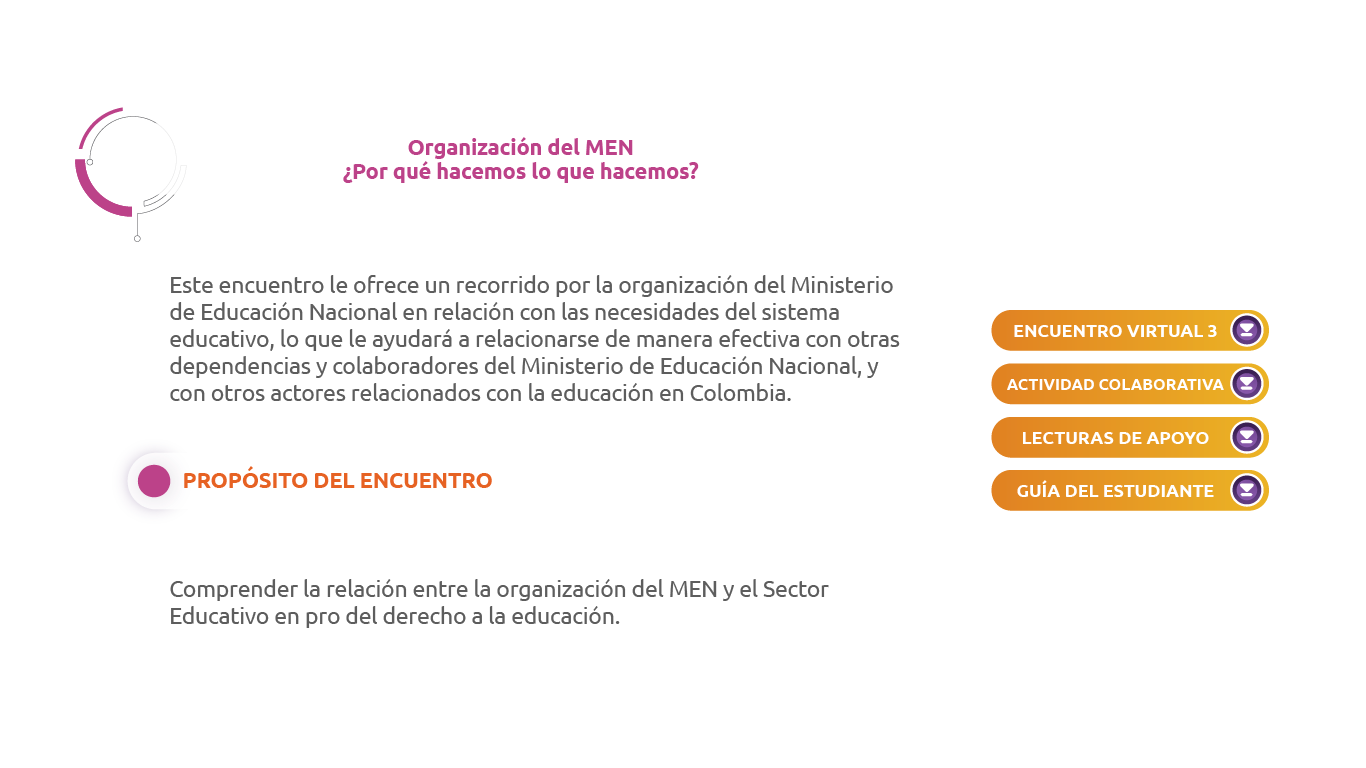 Organización del MEN
¿Por qué hacemos lo que hacemos?
Este encuentro le ofrece un recorrido por la organización del Ministerio
de Educación Nacional en relación con las necesidades del sistema
educativo, lo que le ayudará a relacionarse de manera efectiva con otras
dependencias y colaboradores del Ministerio de Educación Nacional, y
con otros actores relacionados con la educación en Colombia.
PROPÓSITO DEL ENCUENTRO
Comprender la relación entre la organización del MEN y el Sector
Educativo en pro del derecho a la educación.
ENCUENTRO VIRTUAL 3
ACTIVIDAD COLABORATIVA
LECTURAS DE APOYO
GUÍA DEL ESTUDIANTE